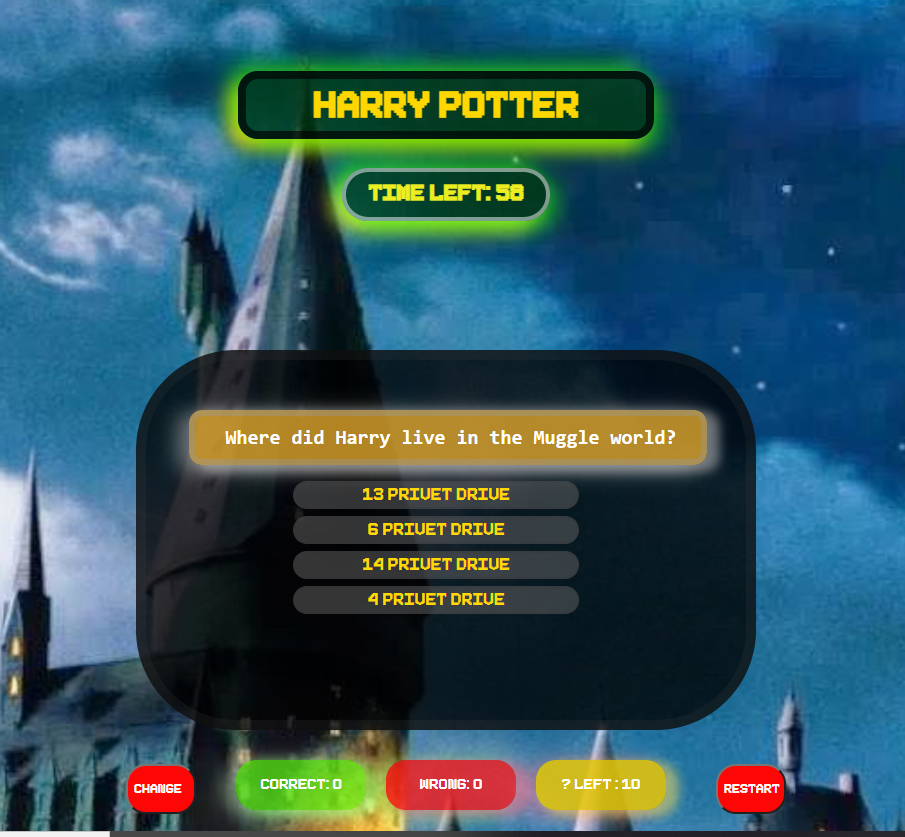 HARRY POTTER
TIME LEFT: 58
Where did Harry live in the Muggle world?
13 PRIVET DRIVE
6 PRIVET DRIVE
14 PRIVET DRIVE
4 PRIVET DRIVE
CHANGE
CORRECT: 0
WRONG: 0
? LEFT : 10
RESTART